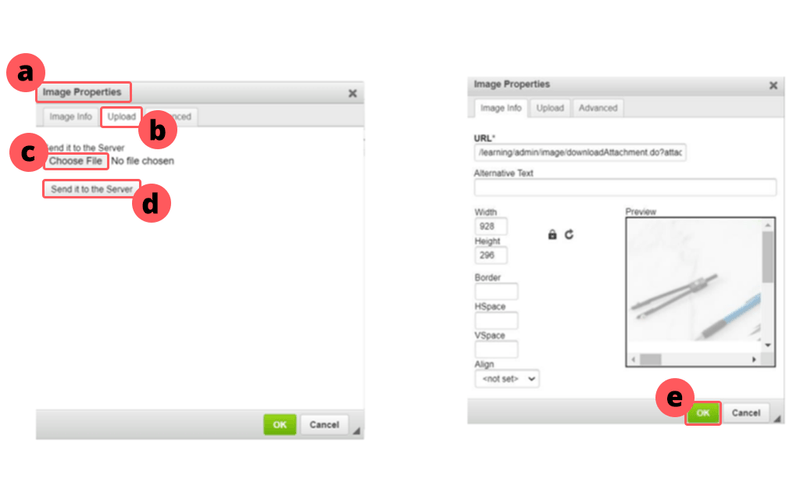 a
Image Properties
Image Info Upload
b
Send it to the Server
c
Choose File No file chosen
Send it to the Server
d
OK Cancel
Image Properties
Image Info Upload Advanced
URL*
/learning/admin/image/downloadAttachment.do?attac
Alternative Text
Width
928
Height
296
Preview
Border
HSpace
VSpace
Align
<not set>
e
OK Cancel